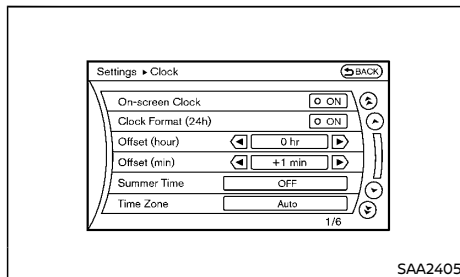 Settings ▸ Clock
BACK
On-screen Clock
ON
Clock Format (24h)
ON
Offset (hour)
0 hr
Offset (min)
+1 min
Summer Time
OFF
Time Zone
Auto
1/6
SAA2405